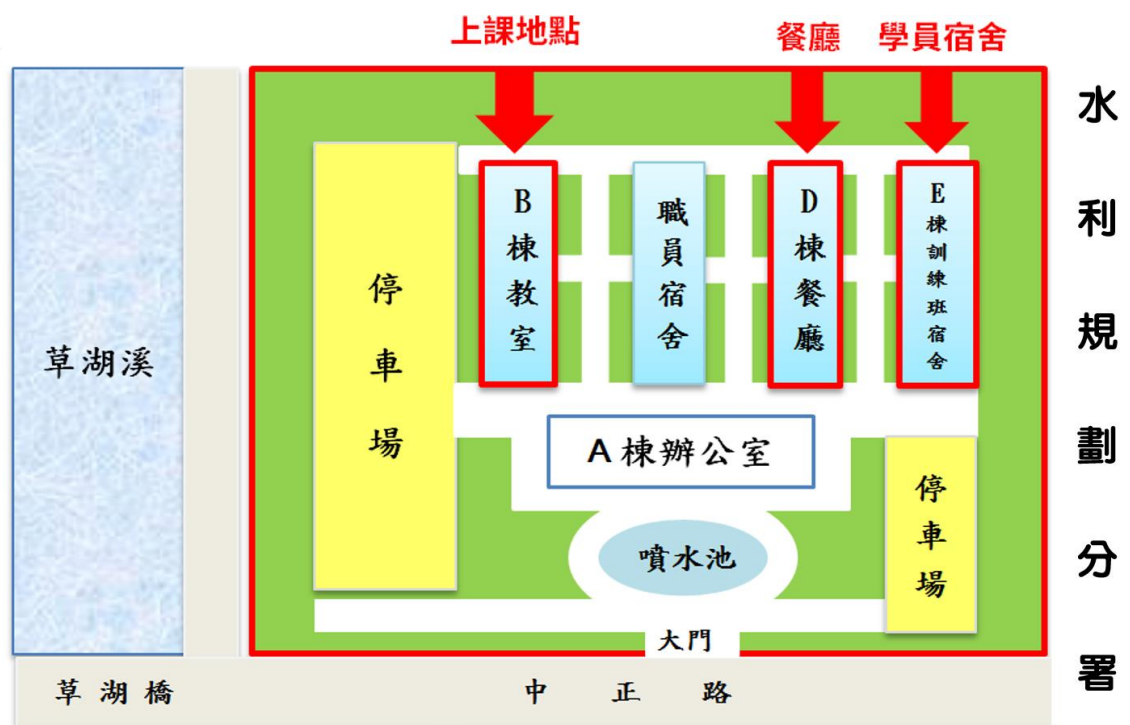 上課地點
餐廳
學員宿舍
水利規劃分署
草湖溪
停車場
B棟教室
職員宿舍
D棟餐廳
E棟訓練班宿舍
A棟辦公室
停車場
噴水池
大門
草湖橋
中正路